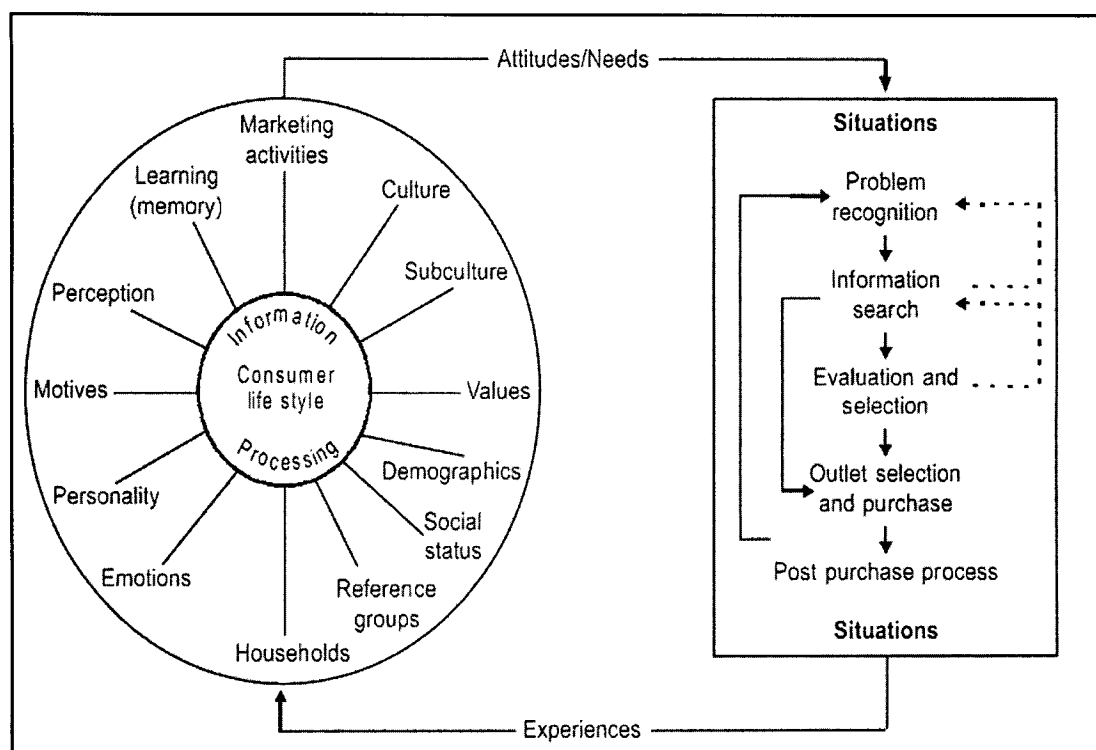 Attitudes/Needs
Marketing
activities
Learning
(memory)
Culture
Perception
Subculture
Motives
Values
Personality
Demographics
Emotions
Social
status
Reference
groups
Households
Information
Consumer
life style
Processing
Situations
Problem
recognition
Information
search
Evaluation and
selection
Outlet selection
and purchase
Post purchase process
Situations
Experiences